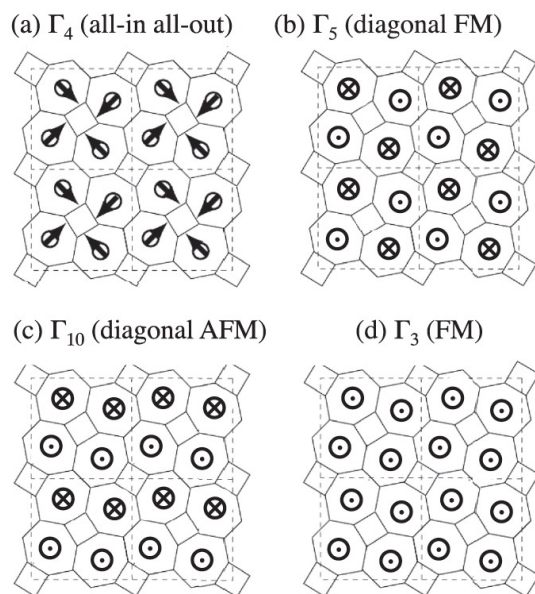 (a) Γ₄ (all-in all-out)
(b) Γ₅ (diagonal FM)
(c) Γ₁₀ (diagonal AFM)
(d) Γ₃ (FM)